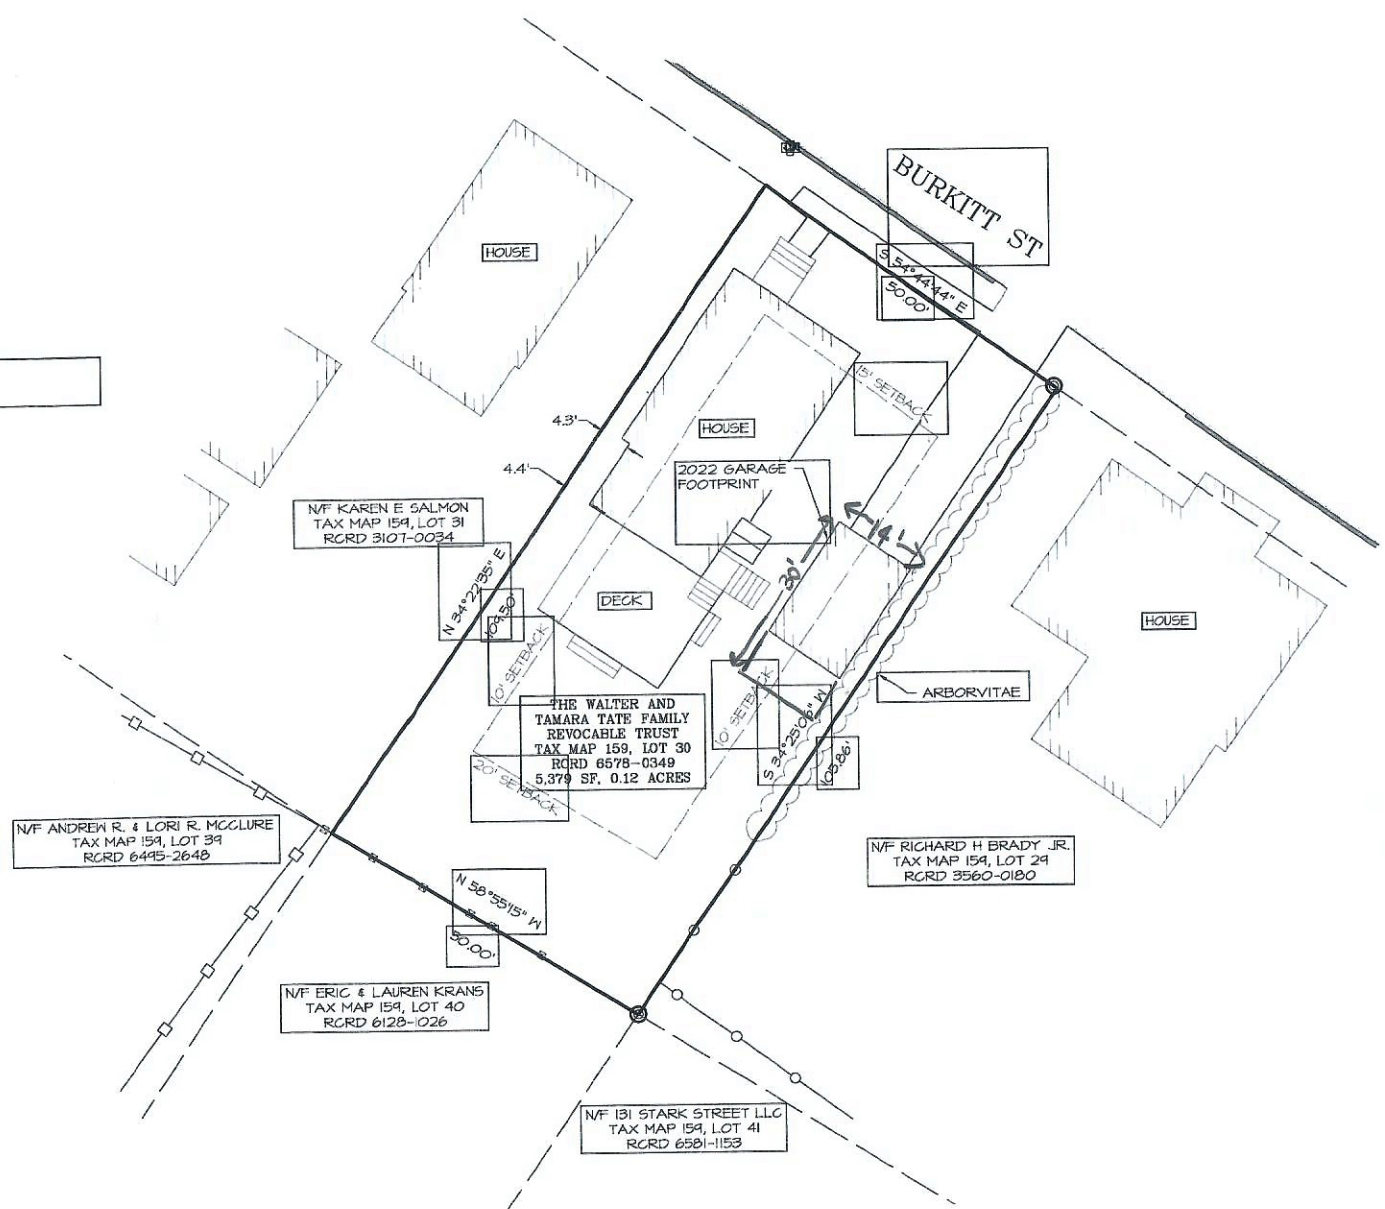 BURKITT ST
S 54°44'44" E
50.00'
HOUSE
15' SETBACK
4.3'
HOUSE
4.4'
2022 GARAGE
FOOTPRINT
14'
30'
N/F KAREN E SALMON
TAX MAP 159, LOT 31
RCRD 3107-0034
N 34°22'35" E
109.50'
DECK
HOUSE
10' SETBACK
10' SETBACK
ARBORVITAE
THE WALTER AND
TAMARA TATE FAMILY
REVOCABLE TRUST
TAX MAP 159, LOT 30
RCRD 6578-0349
5,379 SF, 0.12 ACRES
S 34°25'06" W
105.86'
20' SETBACK
N/F ANDREW R. & LORI R. MCCLURE
TAX MAP 159, LOT 39
RCRD 6495-2648
N/F RICHARD H BRADY JR.
TAX MAP 159, LOT 29
RCRD 3560-0180
N 58°55'15" W
50.00'
N/F ERIC & LAUREN KRANS
TAX MAP 159, LOT 40
RCRD 6128-1026
N/F 131 STARK STREET LLC
TAX MAP 159, LOT 41
RCRD 6581-1153